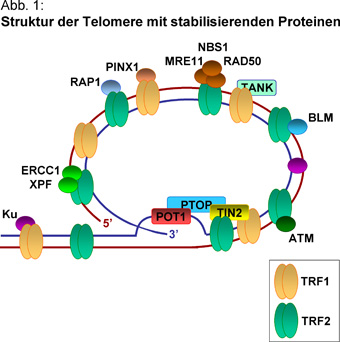 Abb. 1:
Struktur der Telomere mit stabilisierenden Proteinen
NBS1
PINX1
MRE11
RAD50
RAP1
TANK
BLM
ERCC1
XPF
5'
PTOP
Ku
POT1
TIN2
3'
ATM
TRF1
TRF2